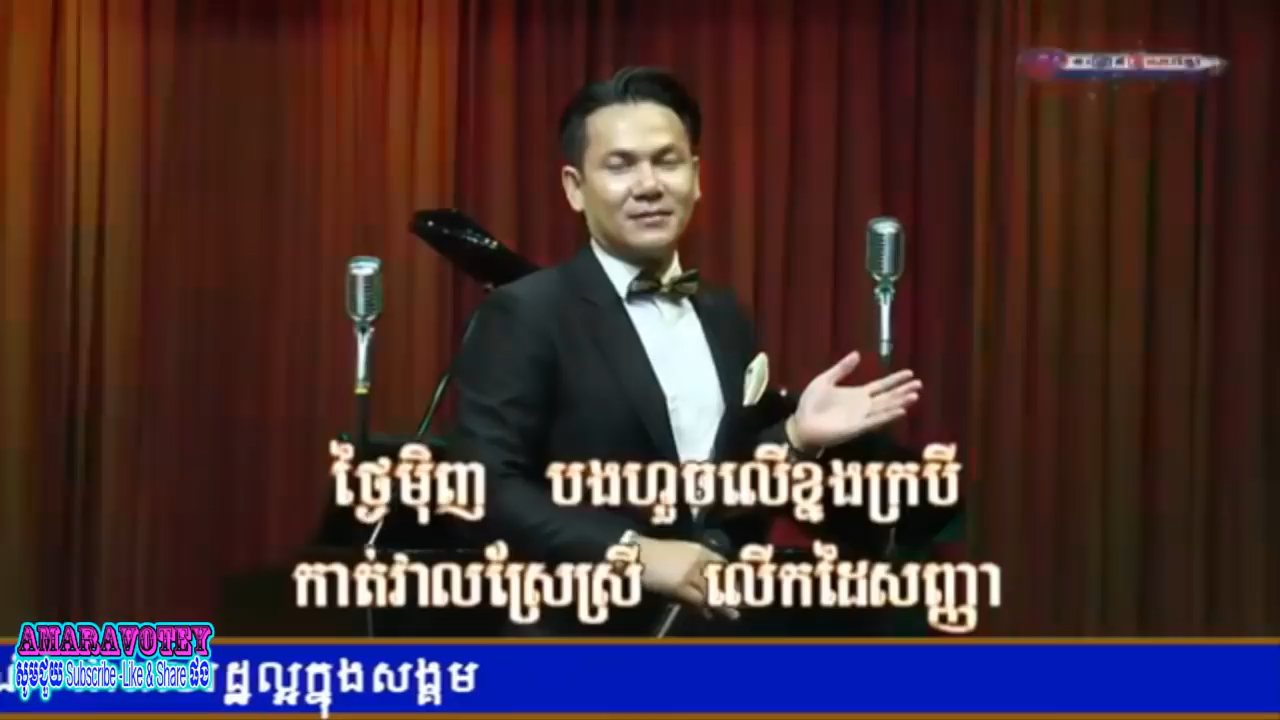 ថ្ងៃម៉ិញ បងហួចលើខ្នងក្របី
កាត់វាលស្រែស្រី លើកដៃសញ្ញា
AMARAVOTEY
សូមជួយ Subscribe -Like & Share ផង
ដ្ឋល្អក្នុងសង្គម